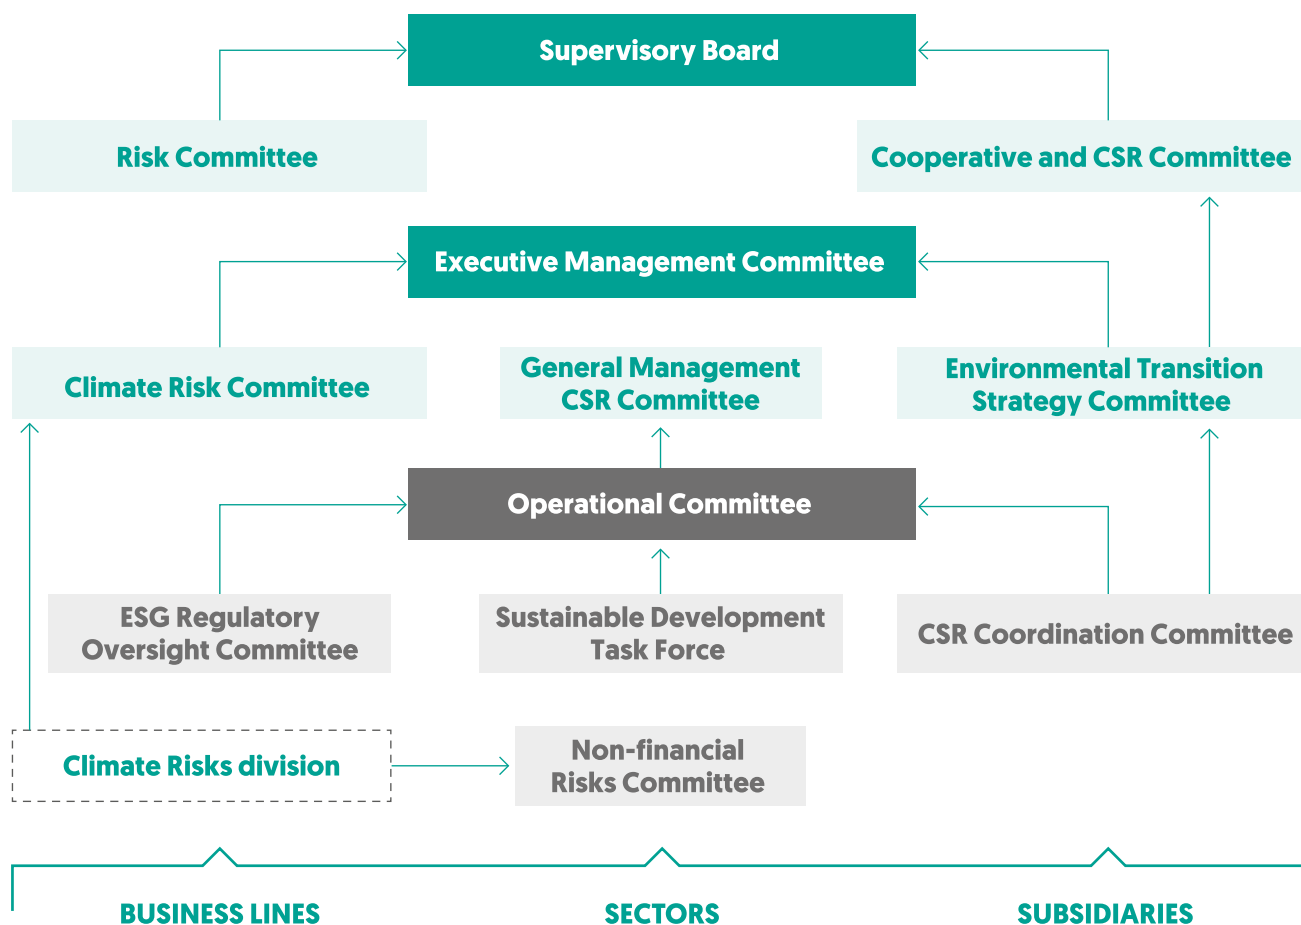 Supervisory Board
Risk Committee
Cooperative and CSR Committee
Executive Management Committee
Climate Risk Committee
General Management
CSR Committee
Environmental Transition
Strategy Committee
Operational Committee
ESG Regulatory
Oversight Committee
Sustainable Development
Task Force
CSR Coordination Committee
Climate Risks division
Non-financial
Risks Committee
BUSINESS LINES
SECTORS
SUBSIDIARIES